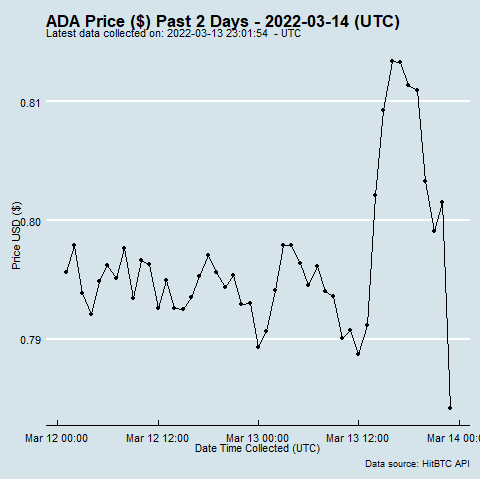 ADA Price ($) Past 2 Days - 2022-03-14 (UTC)
Latest data collected on: 2022-03-13 23:01:54 - UTC
0.81
0.80
0.79
Price USD ($)
Mar 12 00:00 Mar 12 12:00 Mar 13 00:00 Mar 13 12:00 Mar 14 00:0
Date Time Collected (UTC)
Data source: HitBTC API